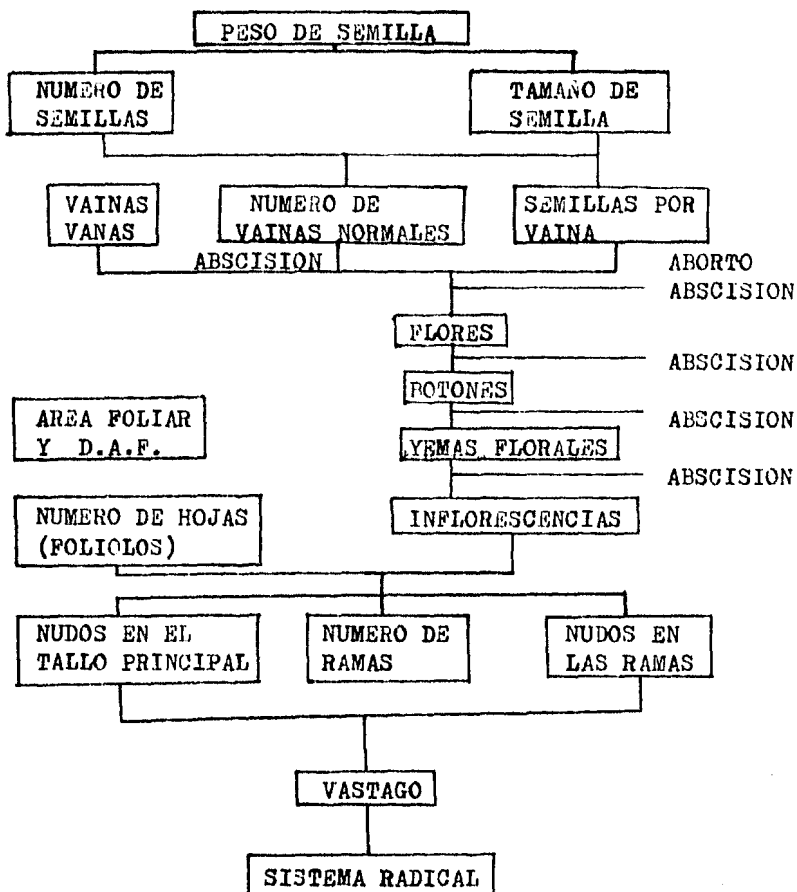 PESO DE SEMILLA
NUMERO DE
SEMILLAS
TAMAÑO DE
SEMILLA
VAINAS
VANAS
NUMERO DE
VAINAS NORMALES
SEMILLAS POR
VAINA
ABSCISION
ABORTO
ABSCISION
FLORES
ABSCISION
BOTONES
ABSCISION
AREA FOLIAR
Y D.A.F.
YEMAS FLORALES
ABSCISION
NUMERO DE HOJAS
(FOLIOLOS)
INFLORESCENCIAS
NUDOS EN EL
TALLO PRINCIPAL
NUMERO DE
RAMAS
NUDOS EN
LAS RAMAS
VASTAGO
SISTEMA RADICAL